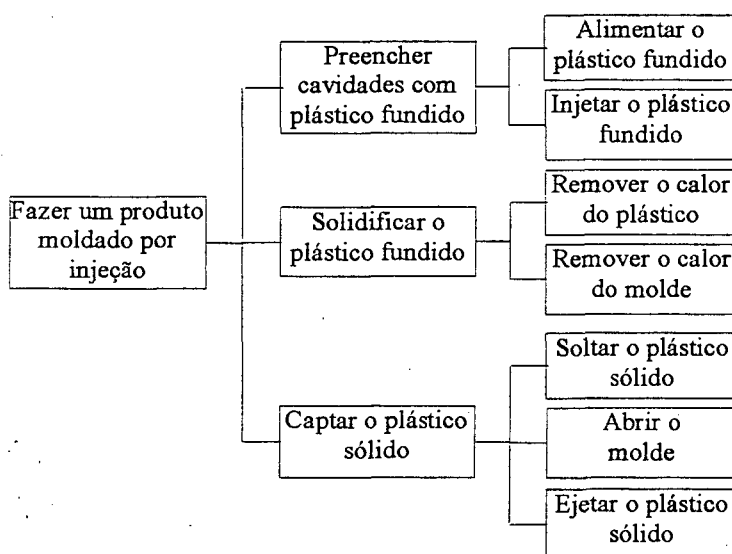 Fazer um produto
moldado por
injeção
Preencher
cavidades com
plástico fundido
Alimentar o
plástico fundido
Injetar o plástico
fundido
Solidificar o
plástico fundido
Remover o calor
do plástico
Remover o calor
do molde
Captar o plástico
sólido
Soltar o plástico
sólido
Abrir o
molde
Ejetar o plástico
sólido